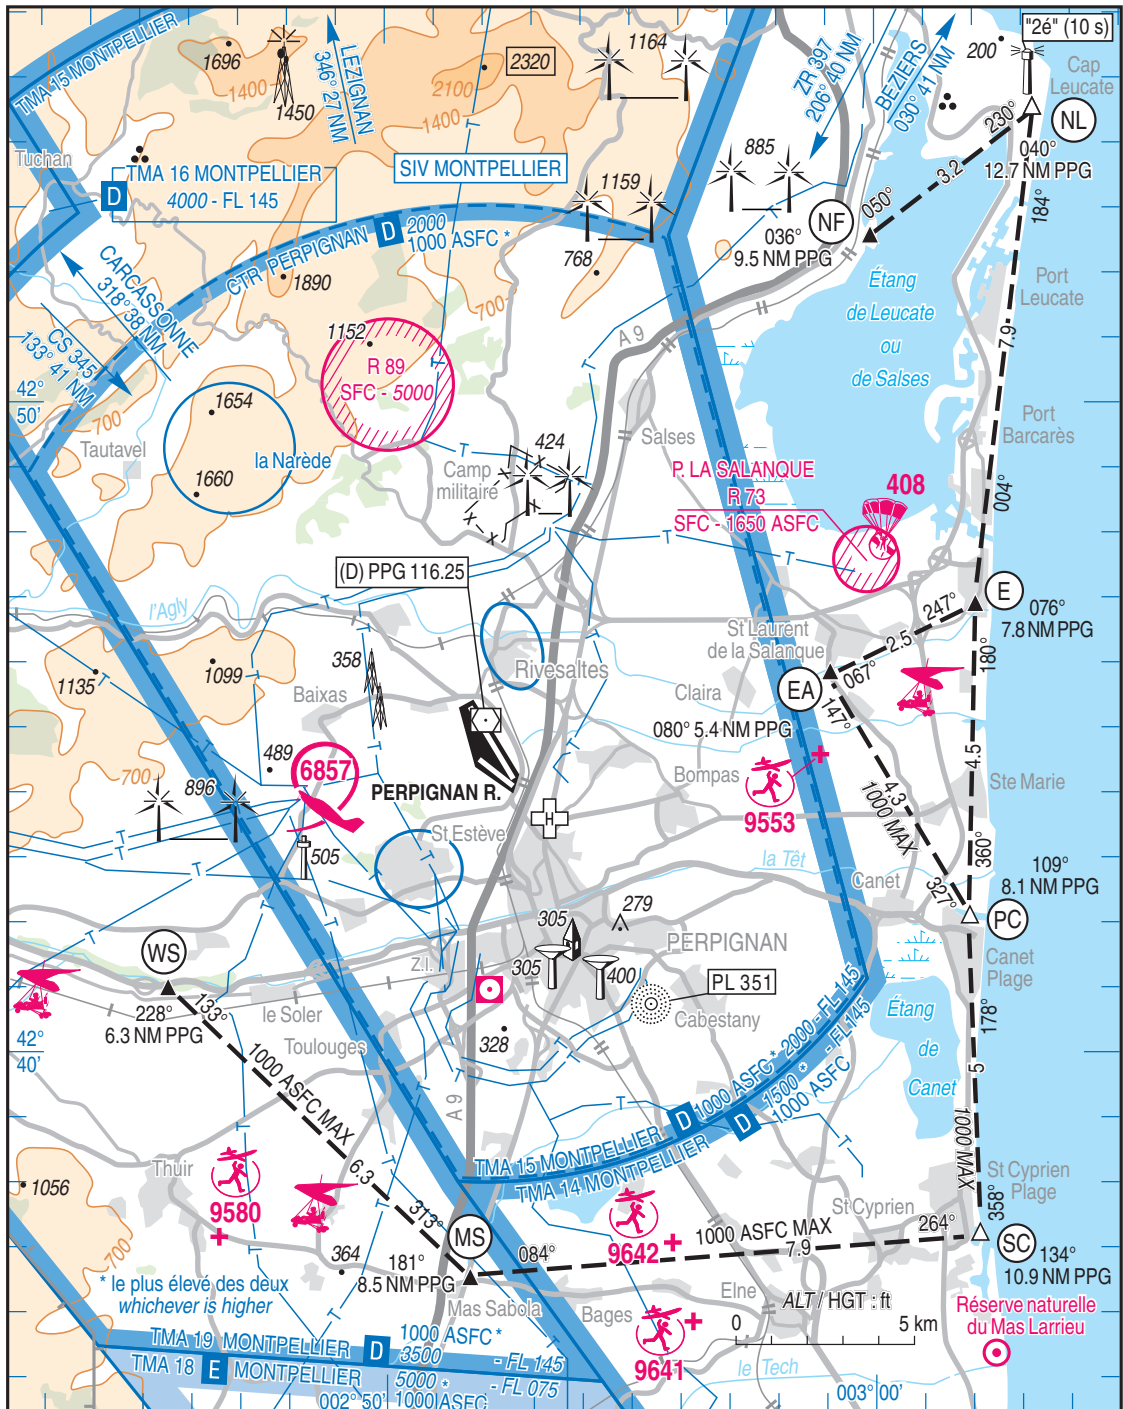 "2é" (10 s)
TMA 15 MONTPELLIER
1696
1400
1450
LEZIGNAN
346° 27 NM
2320
2100
1400
1164
ZR 397
206° 40 NM
BEZIERS
030° 41 NM
200
Cap
Leucate
NL
230°
040°
12.7 NM PPG
3.2
184°
050°
Tuchan
D
TMA 16 MONTPELLIER
4000 - FL 145
SIV MONTPELLIER
885
1159
NF
036°
9.5 NM PPG
CTR PERPIGNAN D 2000
1000 ASFC *
768
1890
700
CARCASSONNE
318° 38 NM
CS 345
133° 41 NM
Étang
de Leucate
ou
de Salses
Port
Leucate
7.9
A 9
1152
R 89
SFC - 5000
42°
50'
700
1654
Tautavel
la Narède
1660
Camp
militaire
424
Salses
Port
Barcarès
P. LA SALANQUE
R 73
SFC - 1650 ASFC
408
004°
(D) PPG 116.25
l'Agly
E
076°
7.8 NM PPG
247°
2.5
180°
St Laurent
de la Salanque
067°
EA
147°
080° 5.4 NM PPG
Claira
Rivesaltes
358
1099
1135
Baixas
489
700
896
6857
PERPIGNAN R.
H
St Estève
505
Bompas
9553
4.3
1000 MAX
4.5
Ste Marie
360°
109°
8.1 NM PPG
la Têt
Canet
327°
PC
Canet
Plage
279
305
305
400
PERPIGNAN
PL 351
Cabestany
Z.I.
WS
133°
228°
6.3 NM PPG
le Soler
Toulouges
328
42°
40'
1000 ASFC MAX
6.3
A 9
178°
Étang
de
Canet
5
1000 MAX
TMA 15 MONTPELLIER D 1000 ASFC * 2000 - FL 145
TMA 14 MONTPELLIER D 1500 * - FL 145
1000 ASFC
Thuir
1056
9580
700
313°
MS
364
181°
8.5 NM PPG
084°
Mas Sabola
9642
1000 ASFC MAX
7.9
St Cyprien
264°
St Cyprien
Plage
358°
SC
134°
10.9 NM PPG
* le plus élevé des deux
whichever is higher
Bages
Elne
ALT / HGT : ft
0 5 km
9641
le Tech
Réserve naturelle
du Mas Larrieu
TMA 19 MONTPELLIER D 1000 ASFC *
3500 - FL 145
TMA 18 E MONTPELLIER 5000 * - FL 075
1000 ASFC
002° 50'
003° 00'